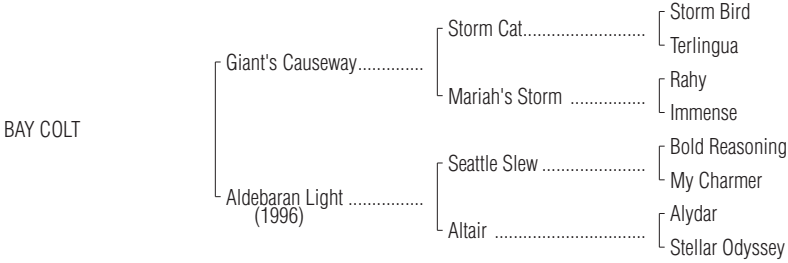 Storm Bird
Storm Cat..........................
Terlingua
Giant's Causeway..............
Rahy
Mariah's Storm ................
Immense
BAY COLT
Bold Reasoning
Seattle Slew ......................
My Charmer
Aldebaran Light ................
(1996)
Alydar
Altair ................................
Stellar Odyssey